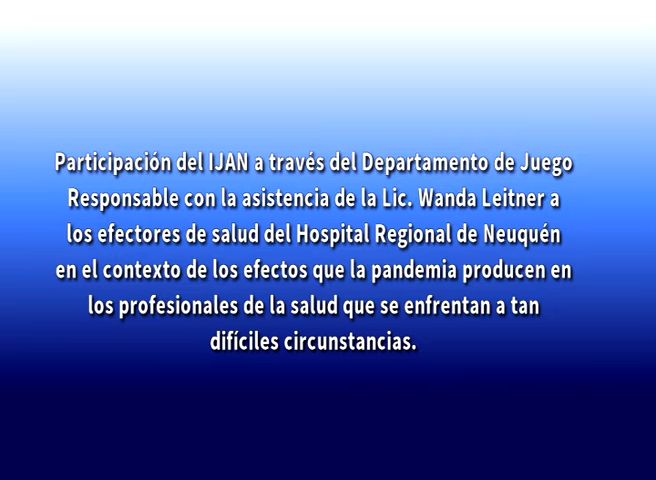 Participación del IJAN a través del Departamento de Juego
Responsable con la asistencia de la Lic. Wanda Leitner a
los efectores de salud del Hospital Regional de Neuquén
en el contexto de los efectos que la pandemia producen en
los profesionales de la salud que se enfrentan a tan
difíciles circunstancias.